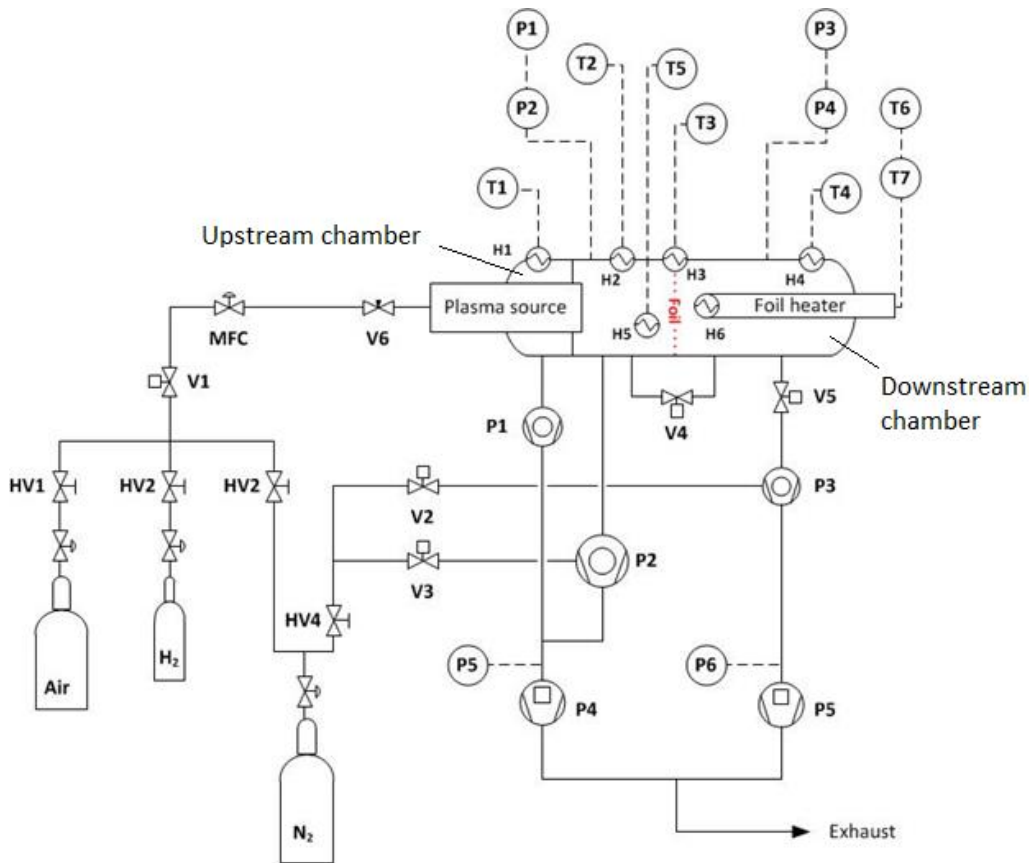 P1
P3
T2
T5
P2
T3
P4
T6
T1
T7
T4
Upstream chamber
H1
H2
H3
H4
Plasma source
Foil
Foil heater
H5
H6
MFC
V6
V1
Downstream
chamber
V4
V5
P1
HV1
HV2
HV2
V2
P3
V3
P2
HV4
Air
H₂
P5
P4
P6
P5
N₂
Exhaust